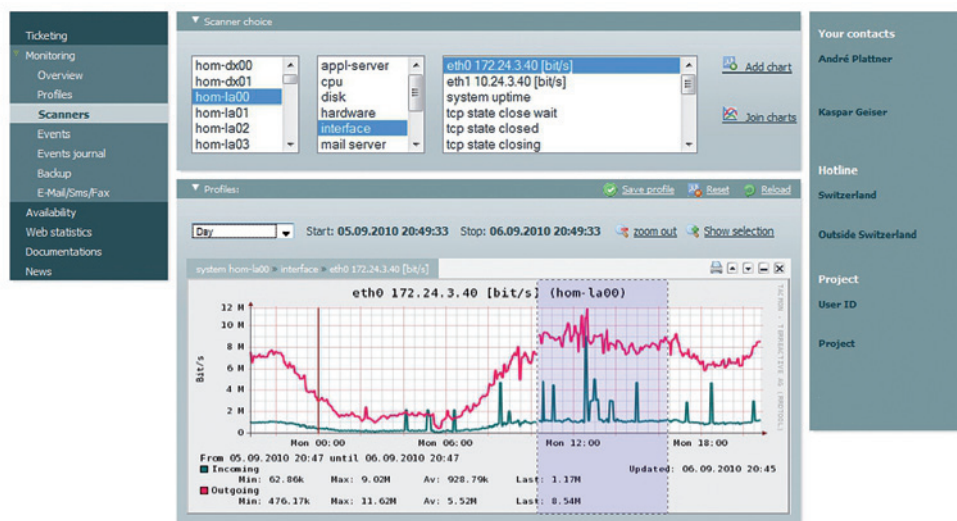 Ticketing
Monitoring
Overview
Profiles
Scanners
Events
Events journal
Backup
E-Mail/Sms/Fax
Availability
Web statistics
Documentations
News
Scanner choice
hom-dx00
hom-dx01
hom-la00
hom-la01
hom-la02
hom-la03
appl-server
cpu
disk
hardware
interface
mail server
eth0 172.24.3.40 [bit/s]
eth1 10.24.3.40 [bit/s]
system uptime
tcp state close wait
tcp state closed
tcp state closing
Add chart
Join charts
Profiles:
Save profile Reset Reload
Day Start: 05.09.2010 20:49:33 Stop: 06.09.2010 20:49:33 zoom out Show selection
system hom-la00 » interface » eth0 172.24.3.40 [bit/s]
eth0 172.24.3.40 [bit/s] (hom-la00)
Bit/s
12 M
10 M
8 M
6 M
4 M
2 M
0
Mon 00:00 Mon 06:00 Mon 12:00 Mon 18:00
From 05.09.2010 20:47 until 06.09.2010 20:47
Updated: 06.09.2010 20:45
Incoming
Min: 62.86k Max: 9.02M Av: 928.79k Last: 1.17M
Outgoing
Min: 476.17k Max: 11.62M Av: 5.52M Last: 8.54M
TACMON - TERREACTIVE AG
Your contacts
André Plattner
Kaspar Geiser
Hotline
Switzerland
Outside Switzerland
Project
User ID
Project